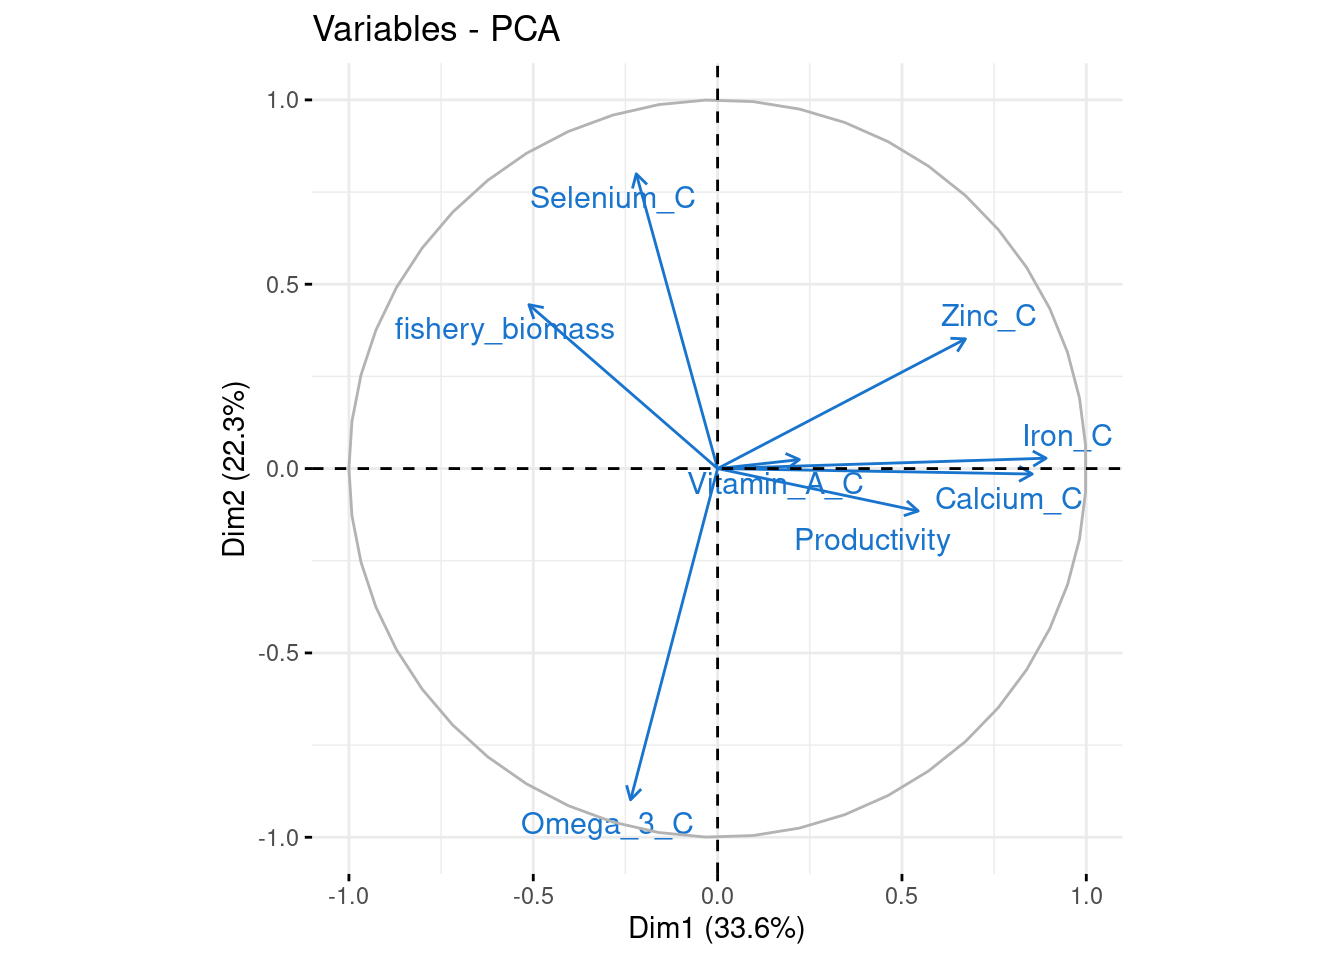 Variables - PCA
1.0
Selenium_C
0.5
fishery_biomass
Zinc_C
Iron_C
0.0
Vitamin_A_C
Calcium_C
Productivity
Dim2 (22.3%)
-0.5
Omega_3_C
-1.0
-1.0 -0.5 0.0 0.5 1.0
Dim1 (33.6%)